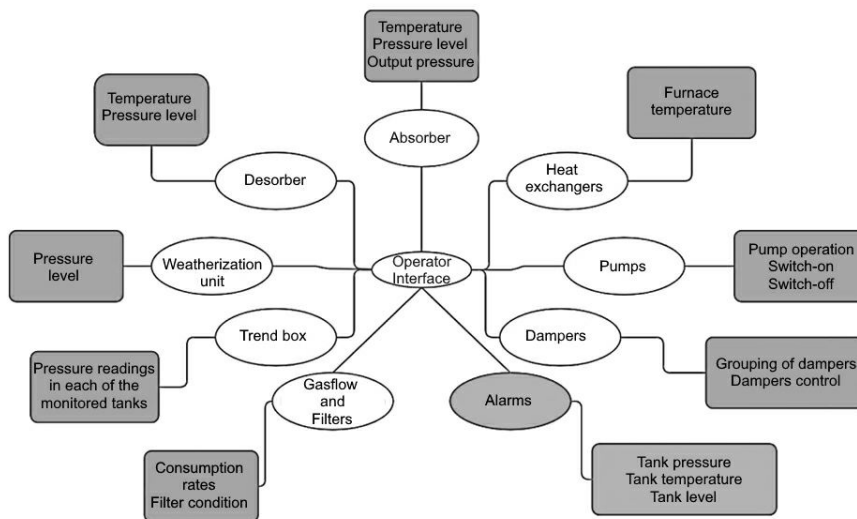 Temperature
Pressure level
Output pressure
Absorber
Temperature
Pressure level
Desorber
Furnace
temperature
Heat
exchangers
Pressure
level
Weatherization
unit
Operator
Interface
Pumps
Pump operation
Switch-on
Switch-off
Trend box
Pressure readings
in each of the
monitored tanks
Dampers
Grouping of dampers
Dampers control
Gasflow
and
Filters
Consumption
rates
Filter condition
Alarms
Tank pressure
Tank temperature
Tank level